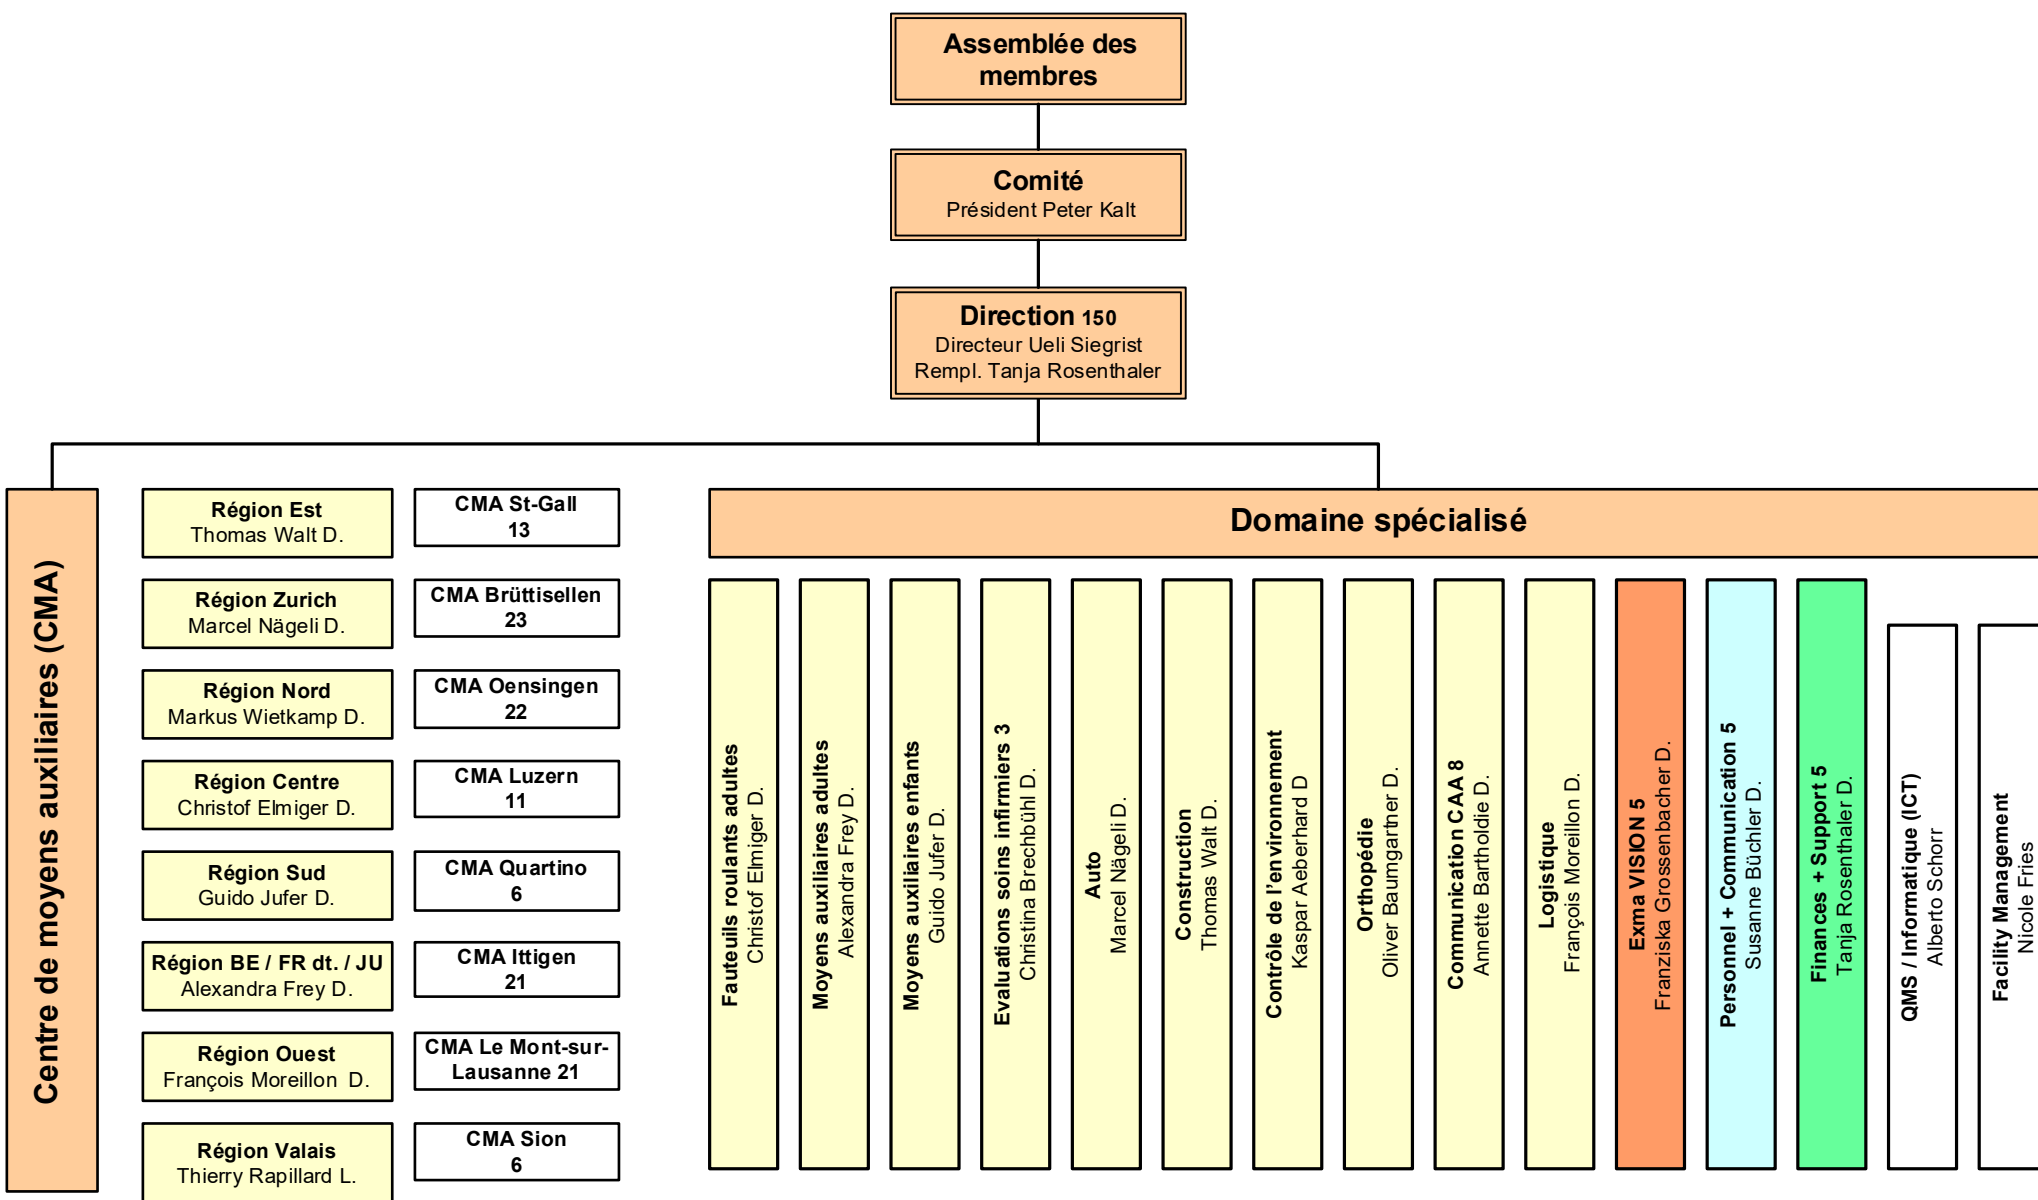 Assemblée des
membres
Comité
Président Peter Kalt
Direction 150
Directeur Ueli Siegrist
Rempl. Tanja Rosenthaler
Centre de moyens auxiliaires (CMA)
Région Est
Thomas Walt D.
CMA St-Gall
13
Région Zurich
Marcel Nägeli D.
CMA Brüttisellen
23
Région Nord
Markus Wietkamp D.
CMA Oensingen
22
Région Centre
Christof Elmiger D.
CMA Luzern
11
Région Sud
Guido Jufer D.
CMA Quartino
6
Région BE / FR dt. / JU
Alexandra Frey D.
CMA Ittigen
21
Région Ouest
François Moreillon D.
CMA Le Mont-sur-
Lausanne 21
Région Valais
Thierry Rapillard L.
CMA Sion
6
Domaine spécialisé
Fauteuils roulants adultes
Christof Elmiger D.
Moyens auxiliaires adultes
Alexandra Frey D.
Moyens auxiliaires enfants
Guido Jufer D.
Evaluations soins infirmiers 3
Christina Brechbühl D.
Auto
Marcel Nägeli D.
Construction
Thomas Walt D.
Contrôle de l'environnement
Kaspar Aeberhard D
Orthopédie
Oliver Baumgartner D.
Communication CAA 8
Annette Bartholdie D.
Logistique
François Moreillon D.
Exma VISION 5
Franziska Grossenbacher D.
Personnel + Communication 5
Susanne Büchler D.
Finances + Support 5
Tanja Rosenthaler D.
QMS / Informatique (ICT)
Alberto Schorr
Facility Management
Nicole Fries